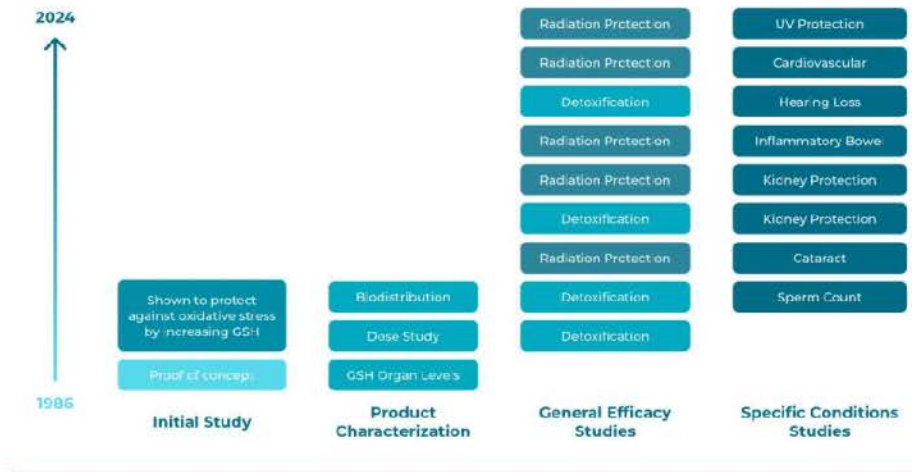 2024
Radiation Protection
UV Protection
Radiation Protection
Cardiovascular
Detoxification
Hearing Loss
Radiation Protection
Inflammatory Bowel
Radiation Protection
Kidney Protection
Detoxification
Kidney Protection
Radiation Protection
Cataract
Shown to protect
against oxidative stress
by increasing GSH
Biodistribution
Detoxification
Sperm Count
Dose Study
Detoxification
Proof of concept
GSH Organ Levels
1986
Initial Study
Product
Characterization
General Efficacy
Studies
Specific Conditions
Studies